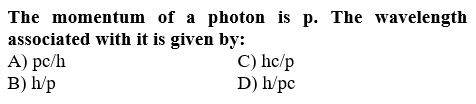 The momentum of a photon is p. The wavelength
associated with it is given by:
A) pc/h C) hc/p
B) h/p D) h/pc